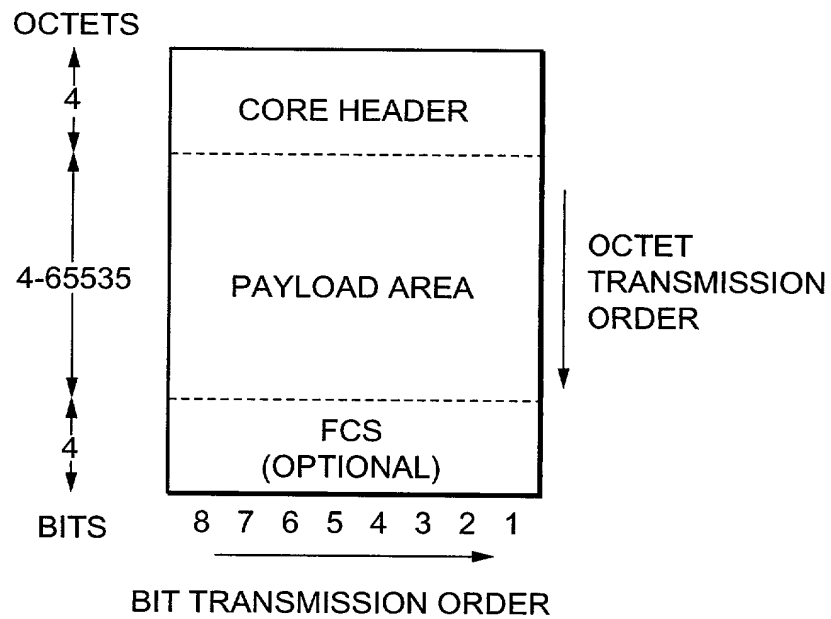 OCTETS
4
CORE HEADER
4-65535
PAYLOAD AREA
OCTET
TRANSMISSION
ORDER
4
FCS
(OPTIONAL)
BITS
8 7 6 5 4 3 2 1
BIT TRANSMISSION ORDER